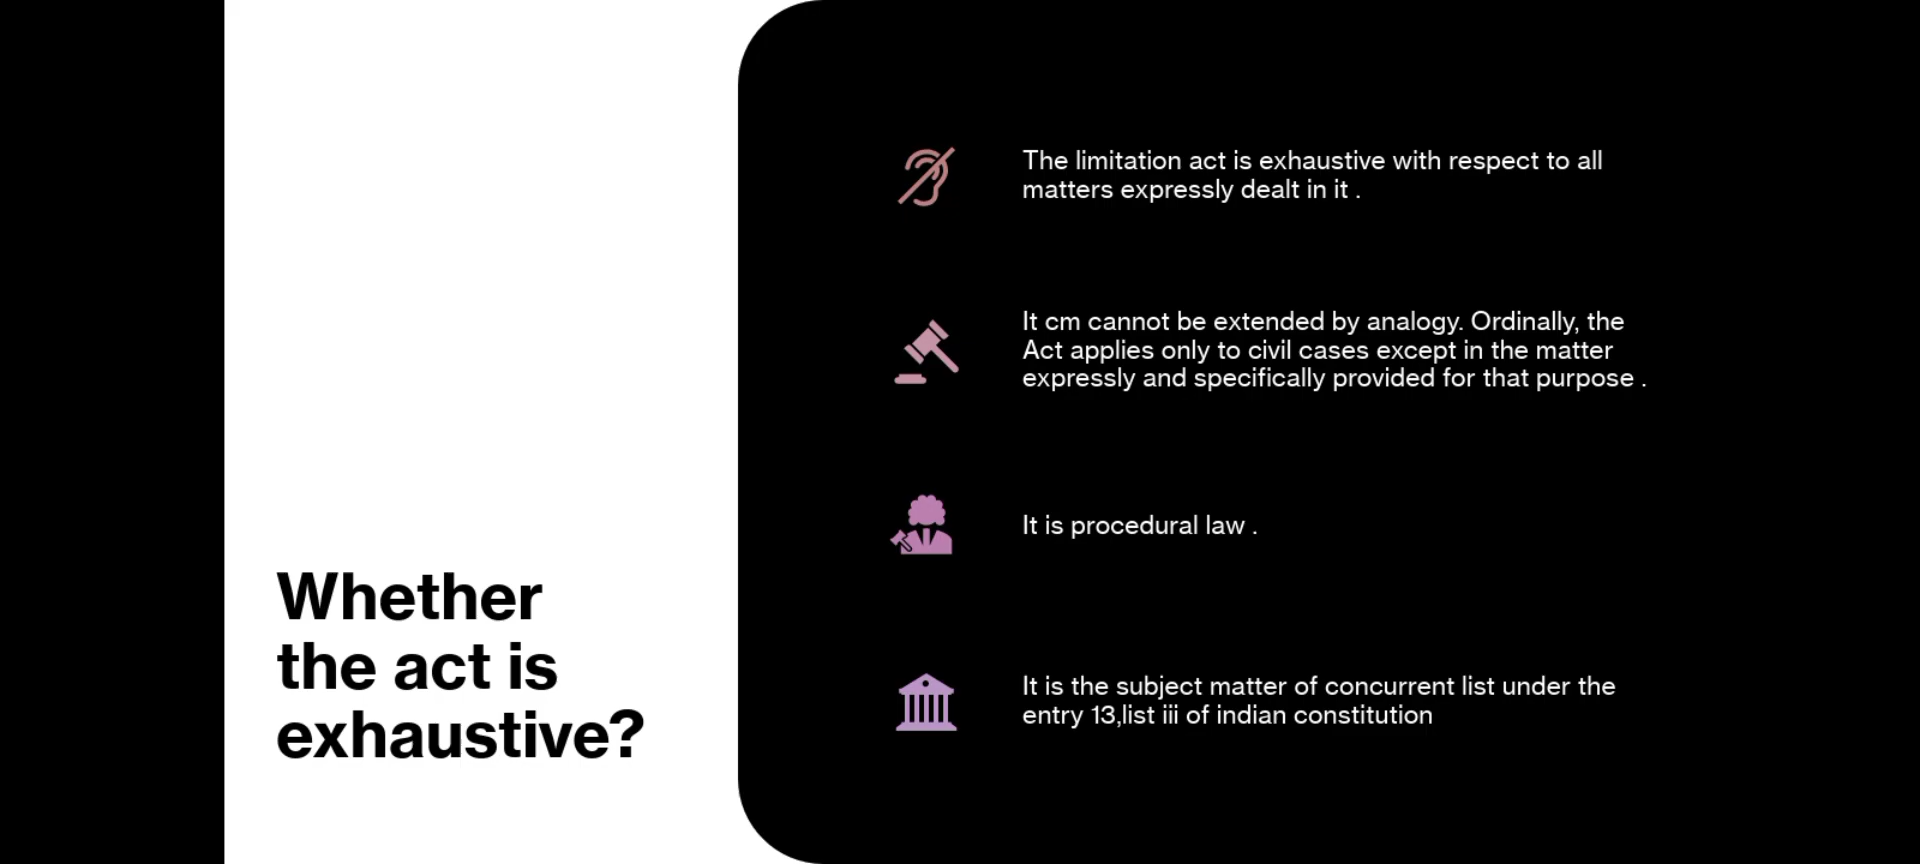 Whether
the act is
exhaustive?
The limitation act is exhaustive with respect to all
matters expressly dealt in it .
It cm cannot be extended by analogy. Ordinally, the
Act applies only to civil cases except in the matter
expressly and specifically provided for that purpose .
It is procedural law .
It is the subject matter of concurrent list under the
entry 13,list iii of indian constitution